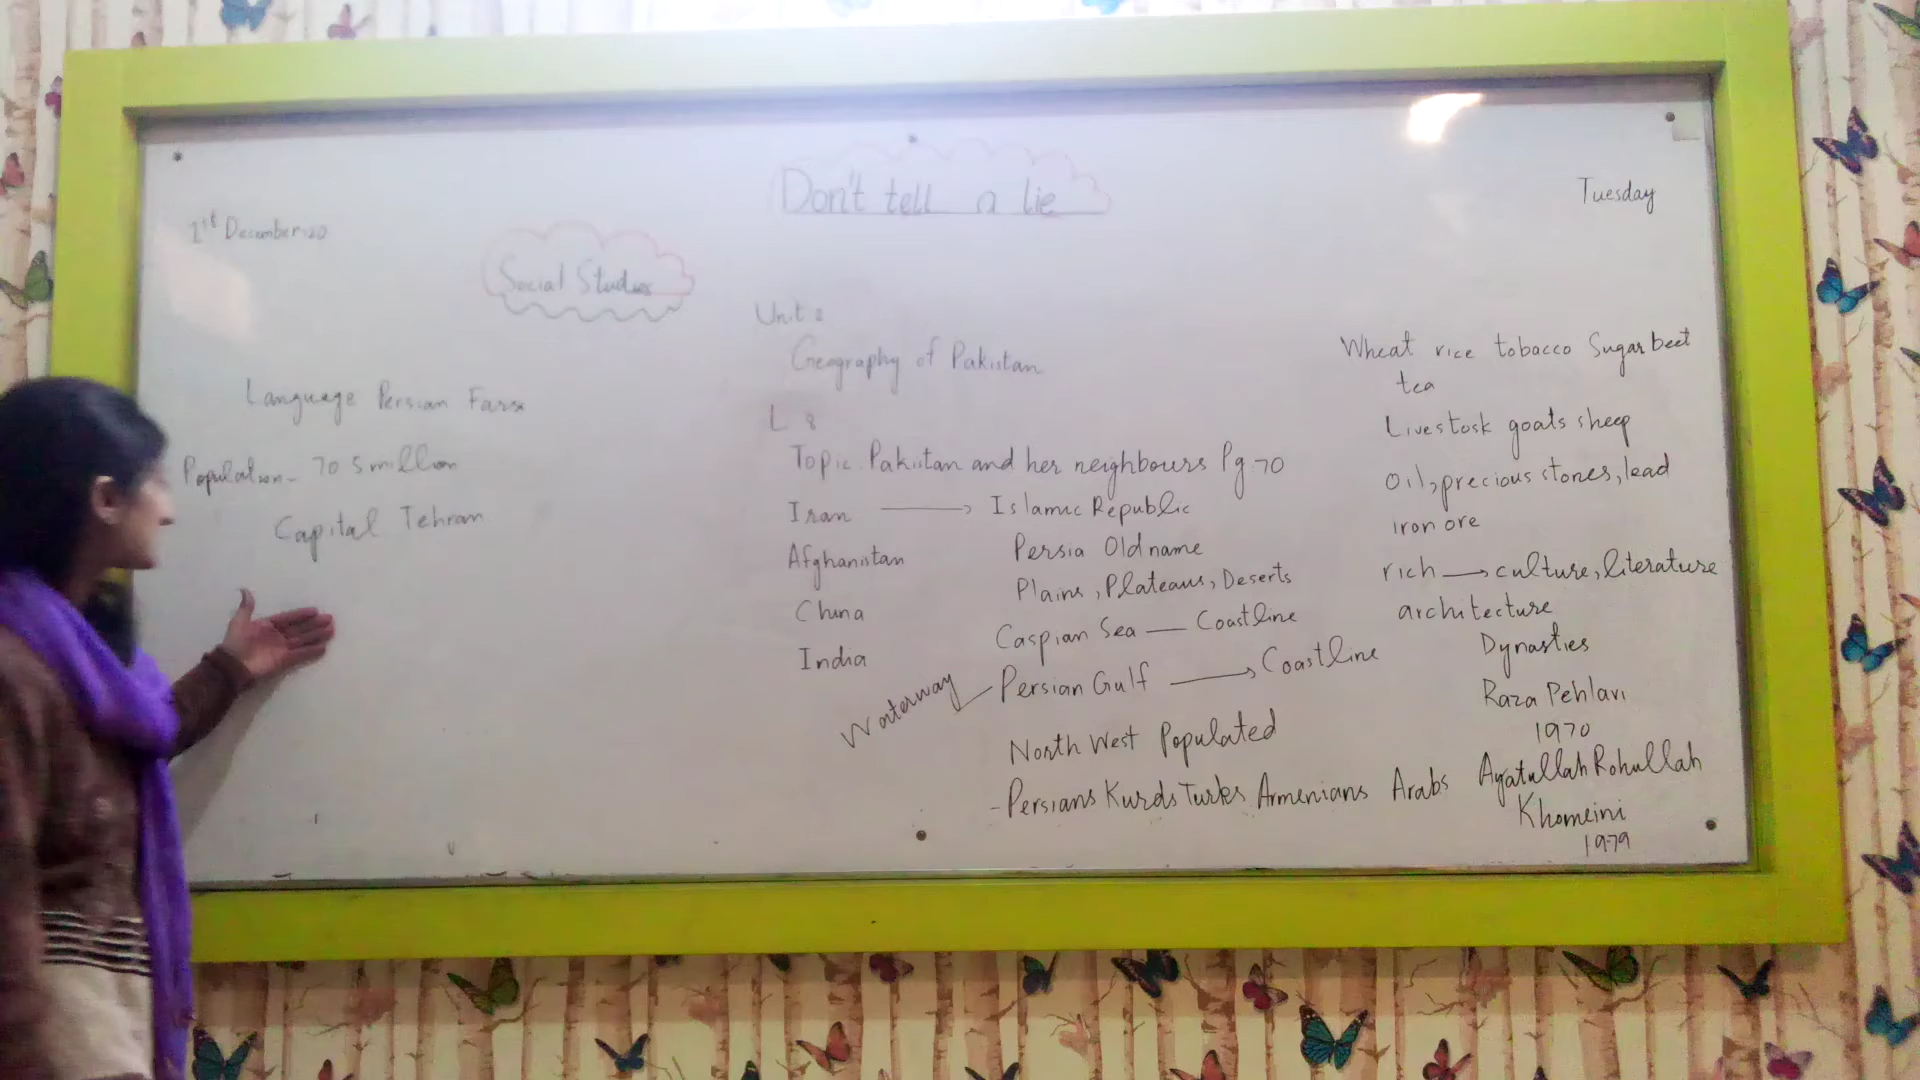 Don't tell a lie
1st December 20
Tuesday
Social Studies
Language Persian Farsi
Population - 70 5 million
Capital Tehran
Unit 2
Geography of Pakistan
L 8
Topic. Pakistan and her neighbours Pg. 70
Iran → Islamic Republic
Afghanistan
China
India
Persia Old name
Plains, Plateaus, Deserts
Caspian Sea — Coastline
Waterway — Persian Gulf → Coastline
North West Populated
- Persians Kurds Turks Armenians Arabs
Wheat rice tobacco Sugar beet
tea
Livestosk goats sheep
Oil, precious stones, lead
iron ore
rich → culture, literature
architecture
Dynasties
Raza Pehlavi
1970
Ayatullah Rohullah
Khomeini
1979